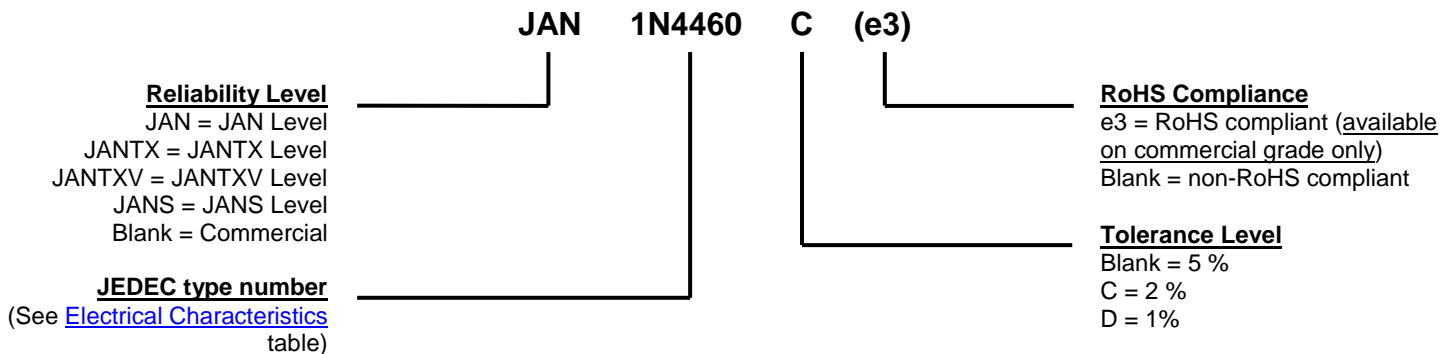 JAN 1N4460 C (e3)
Reliability Level
JAN = JAN Level
JANTX = JANTX Level
JANTXV = JANTXV Level
JANS = JANS Level
Blank = Commercial
JEDEC type number
(See Electrical Characteristics
table)
RoHS Compliance
e3 = RoHS compliant (available
on commercial grade only)
Blank = non-RoHS compliant
Tolerance Level
Blank = 5 %
C = 2 %
D = 1%